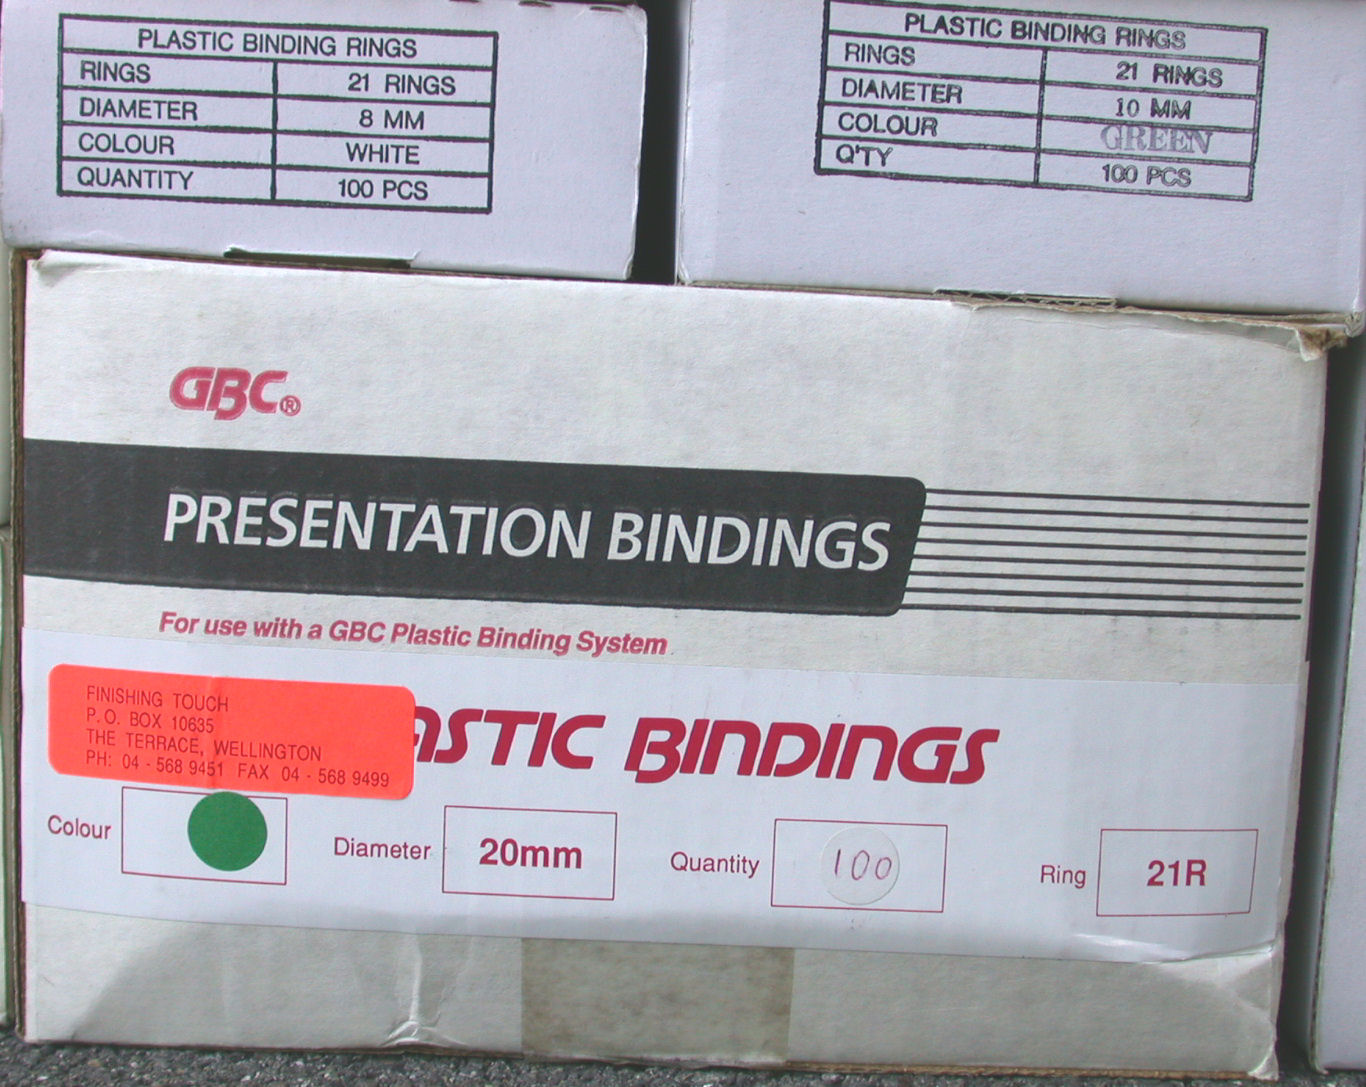 PLASTIC BINDING RINGS
RINGS 21 RINGS
DIAMETER 8 MM
COLOUR WHITE
QUANTITY 100 PCS
PLASTIC BINDING RINGS
RINGS 21 RINGS
DIAMETER 10 MM
COLOUR GREEN
Q'TY 100 PCS
GBC®
PRESENTATION BINDINGS
For use with a GBC Plastic Binding System
FINISHING TOUCH
P.O. BOX 10635
THE TERRACE, WELLINGTON
PH: 04 - 568 9451 FAX 04 - 568 9499
ASTIC BINDINGS
Colour
Diameter 20mm
Quantity 100
Ring 21R